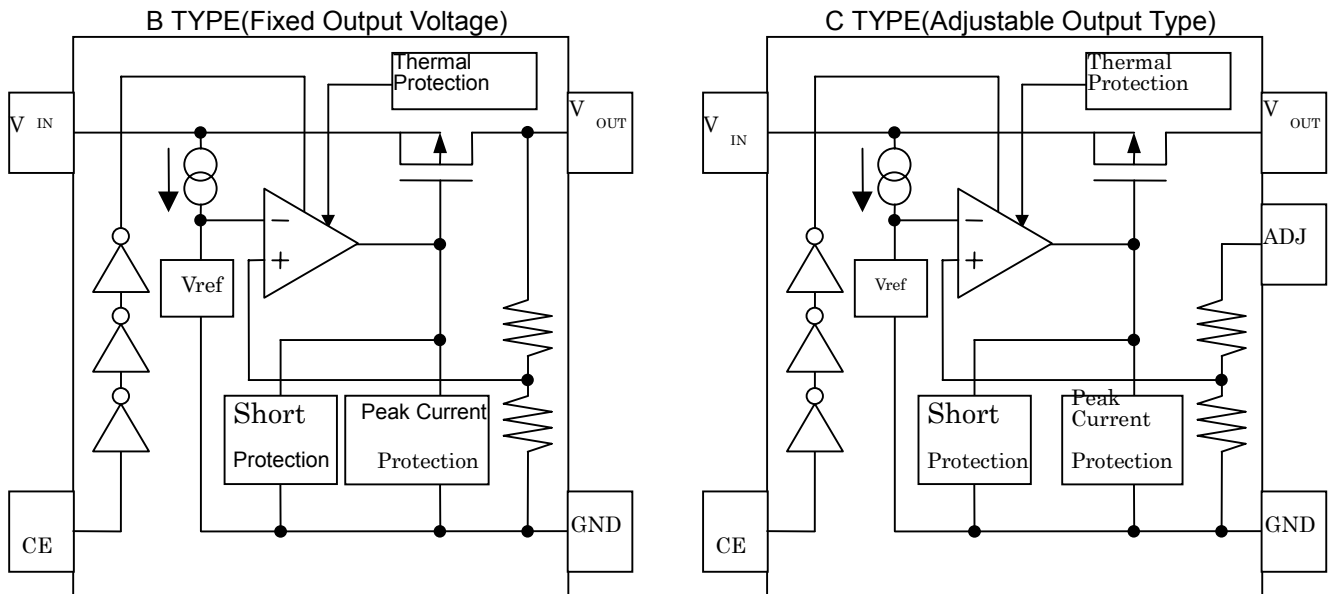 B TYPE(Fixed Output Voltage)
Thermal
Protection
V IN
V OUT
−
+
Vref
Short
Protection
Peak Current
Protection
CE
GND
C TYPE(Adjustable Output Type)
Thermal
Protection
V IN
V OUT
ADJ
−
+
Vref
Short
Protection
Peak
Current
Protection
CE
GND